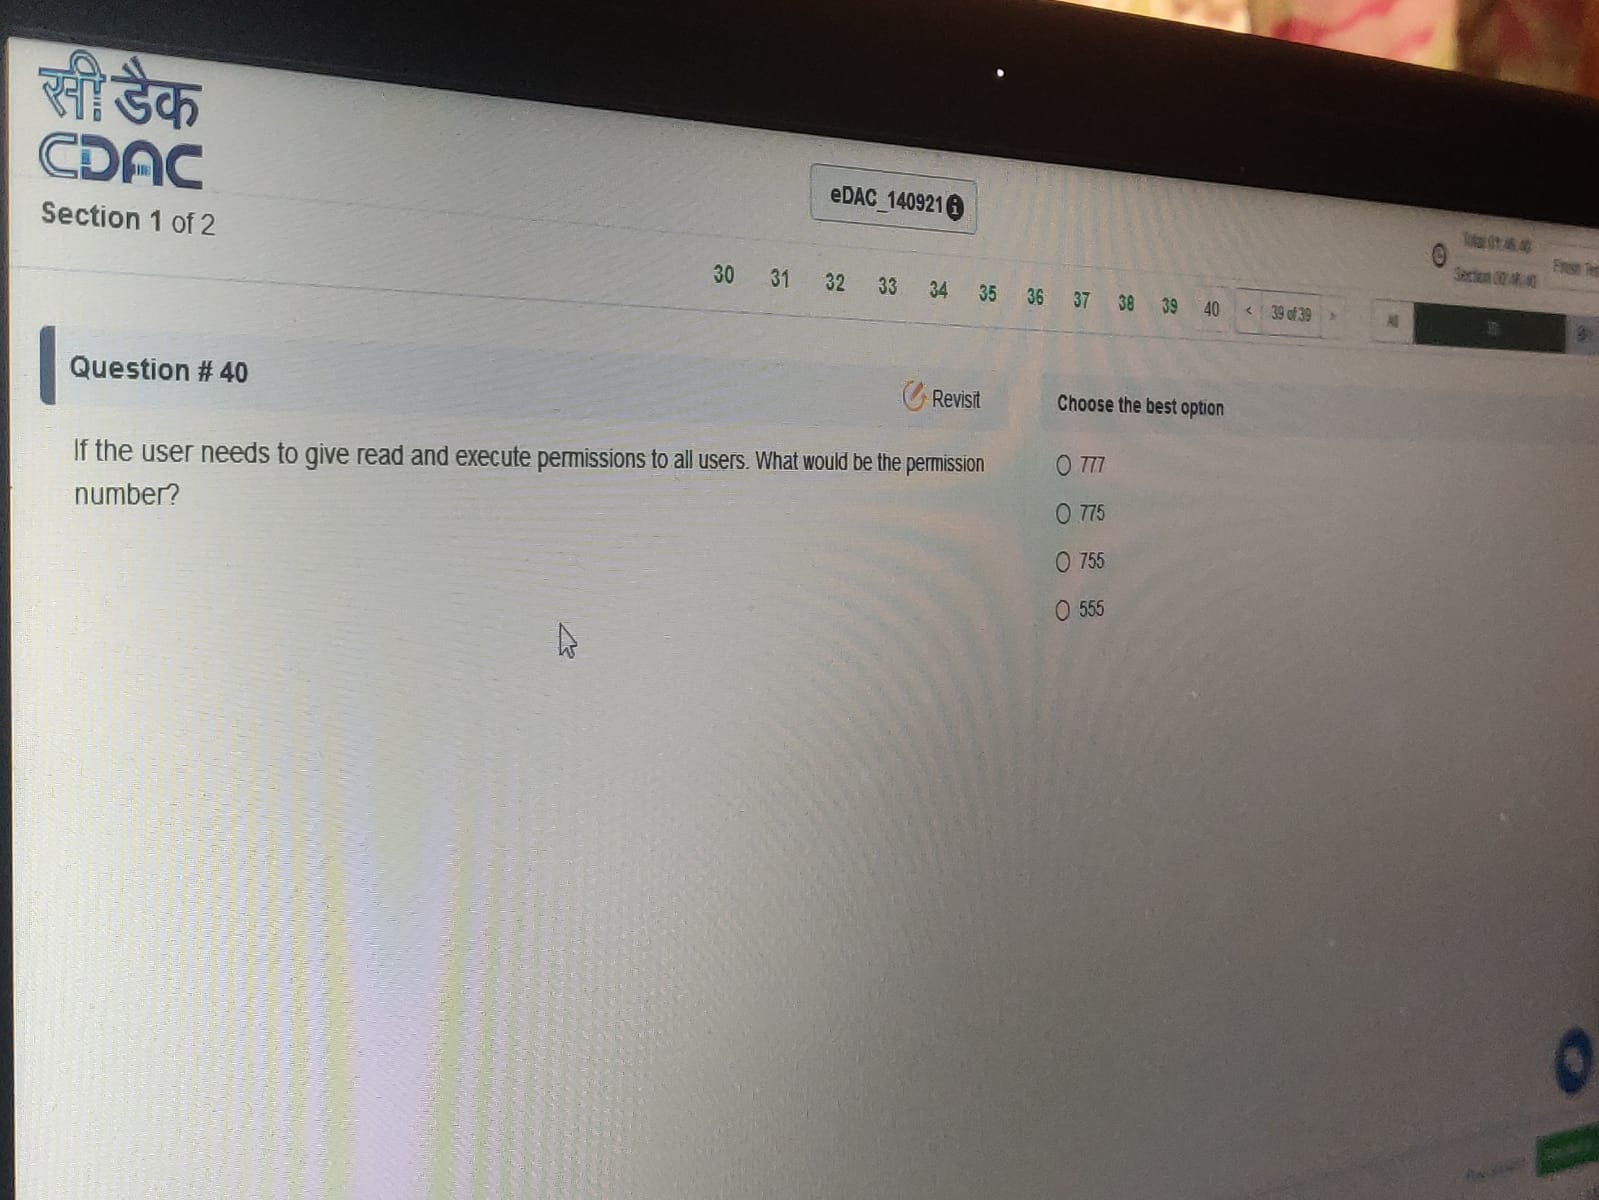 सी डैक
CDAC
eDAC_140921
Section 1 of 2
30 31 32 33 34 35 36 37 38 39 40 < 39 of 39 >
All
Question # 40
Revisit
If the user needs to give read and execute permissions to all users. What would be the permission
number?
Choose the best option
777
775
755
555